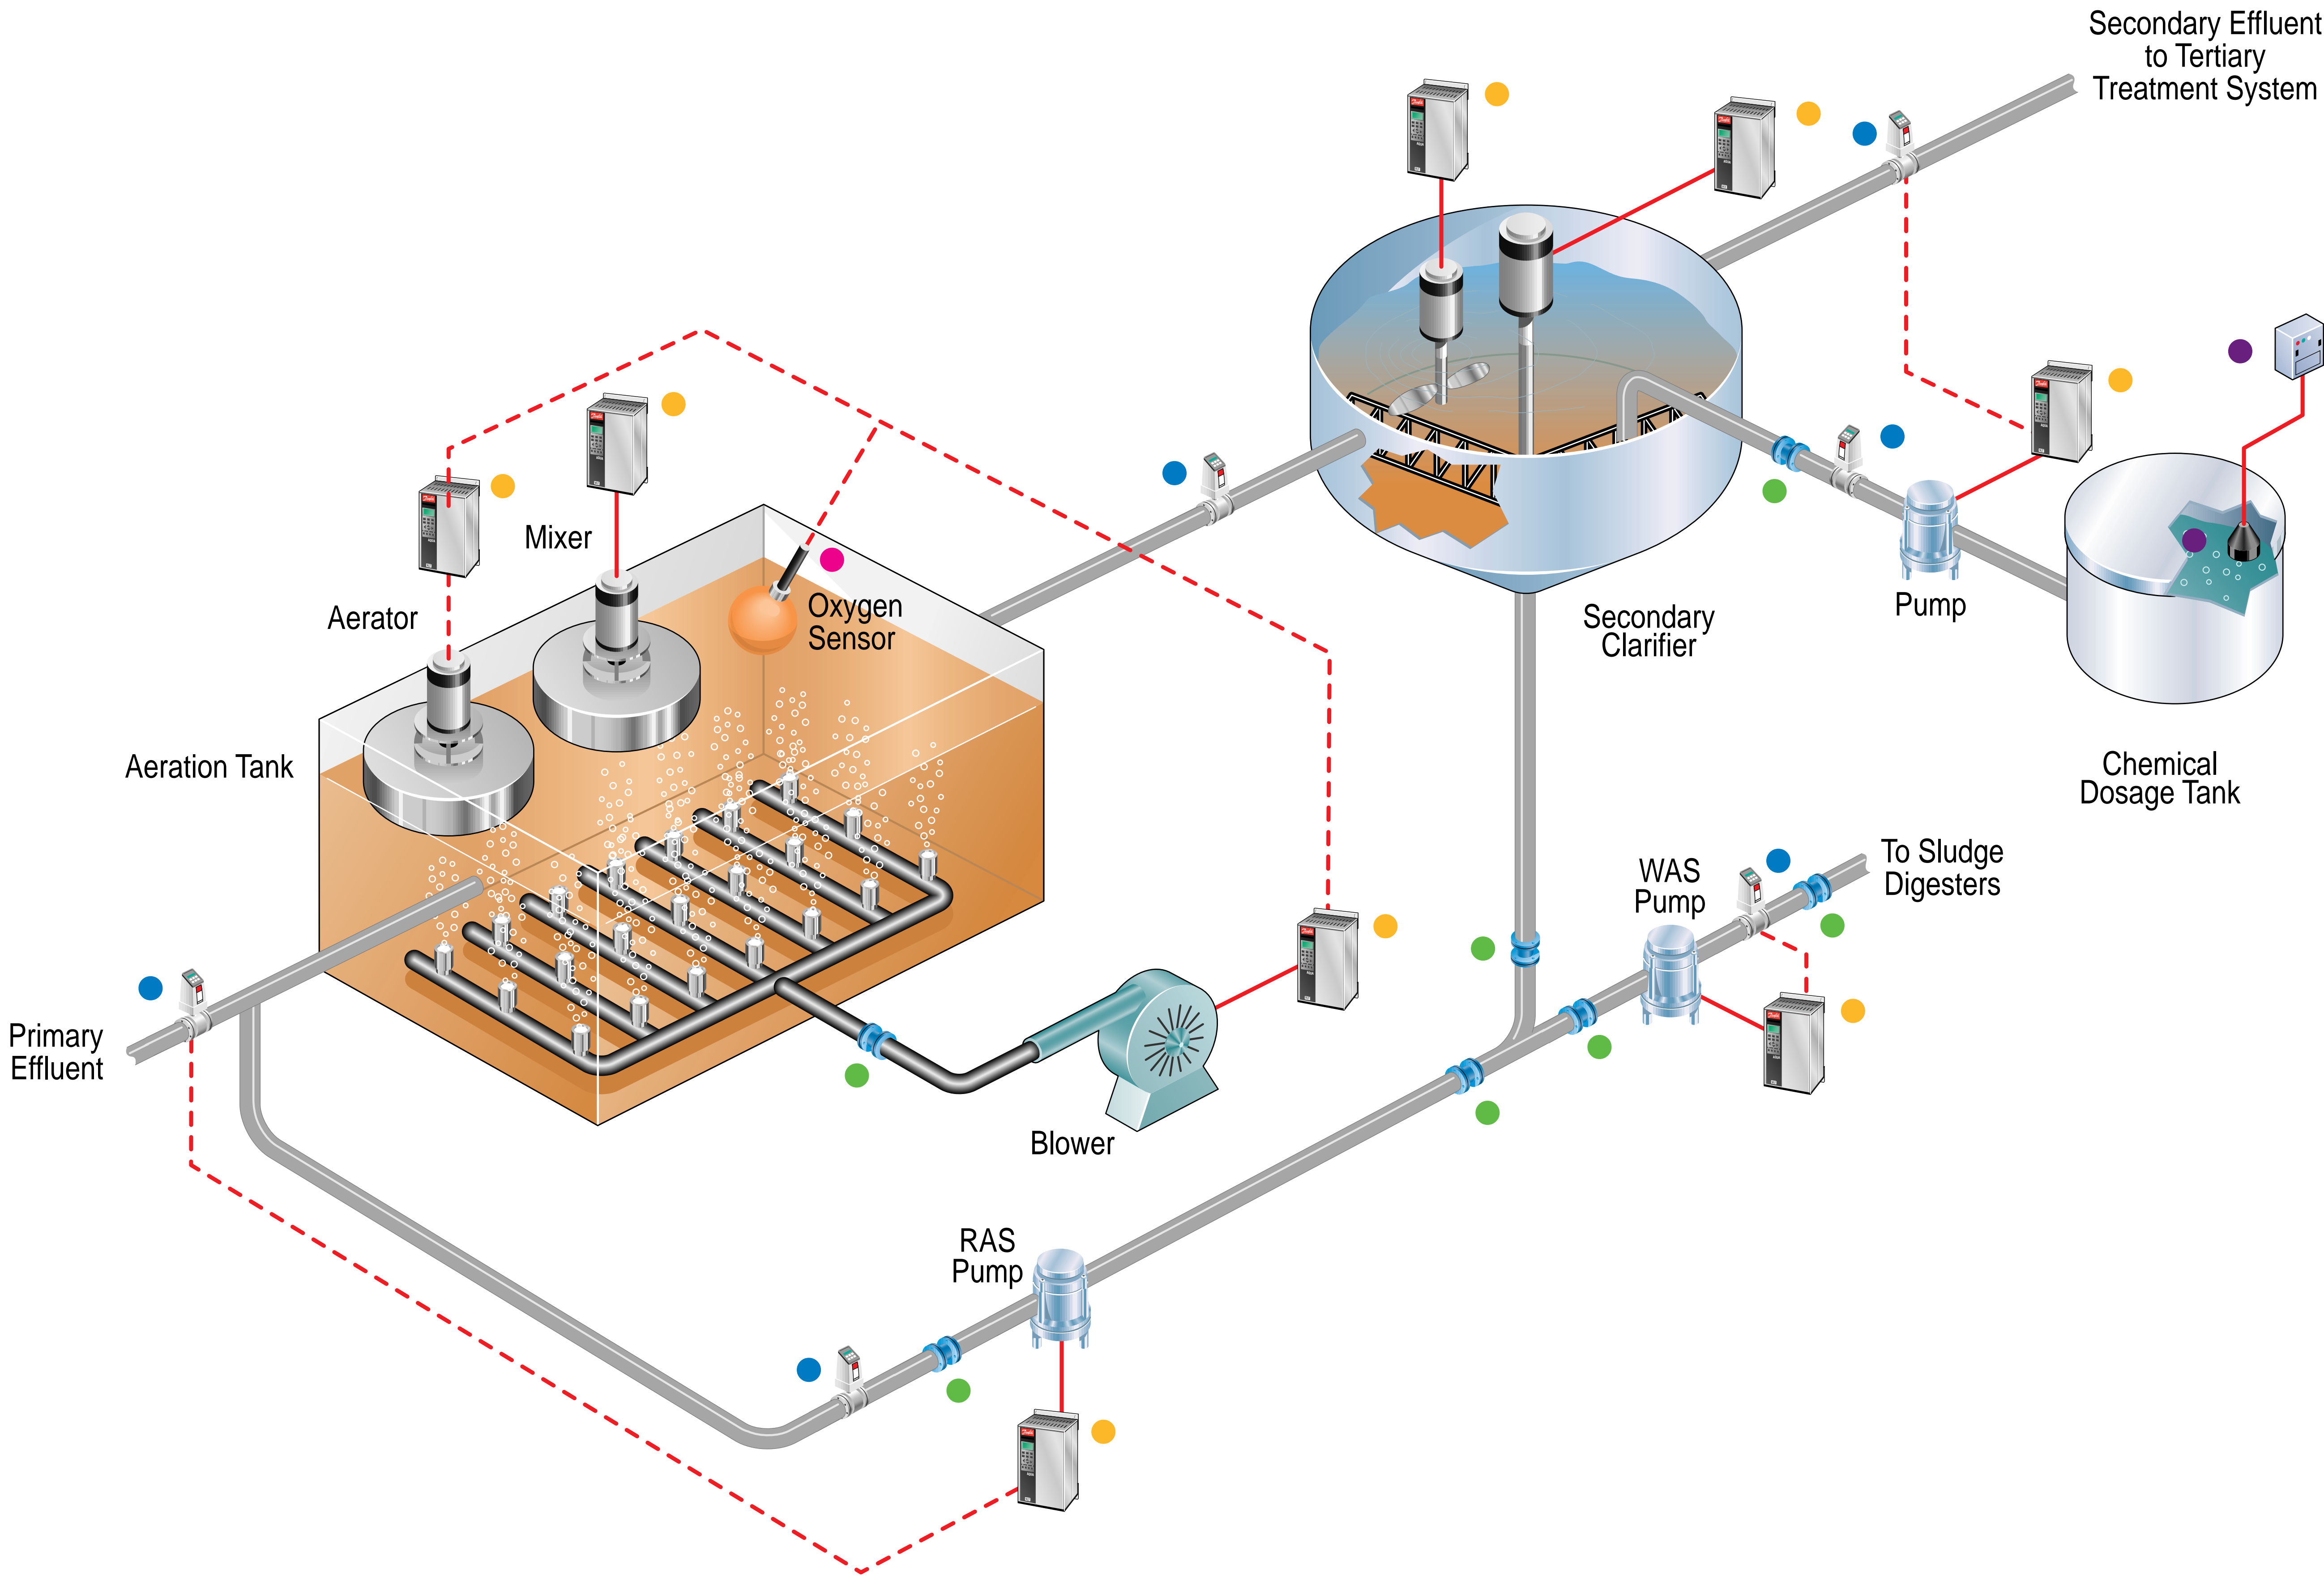 Secondary Effluent
to Tertiary
Treatment System
Mixer
Aerator
Oxygen
Sensor
Secondary
Clarifier
Pump
Aeration Tank
Chemical
Dosage Tank
WAS
Pump
To Sludge
Digesters
Primary
Effluent
Blower
RAS
Pump